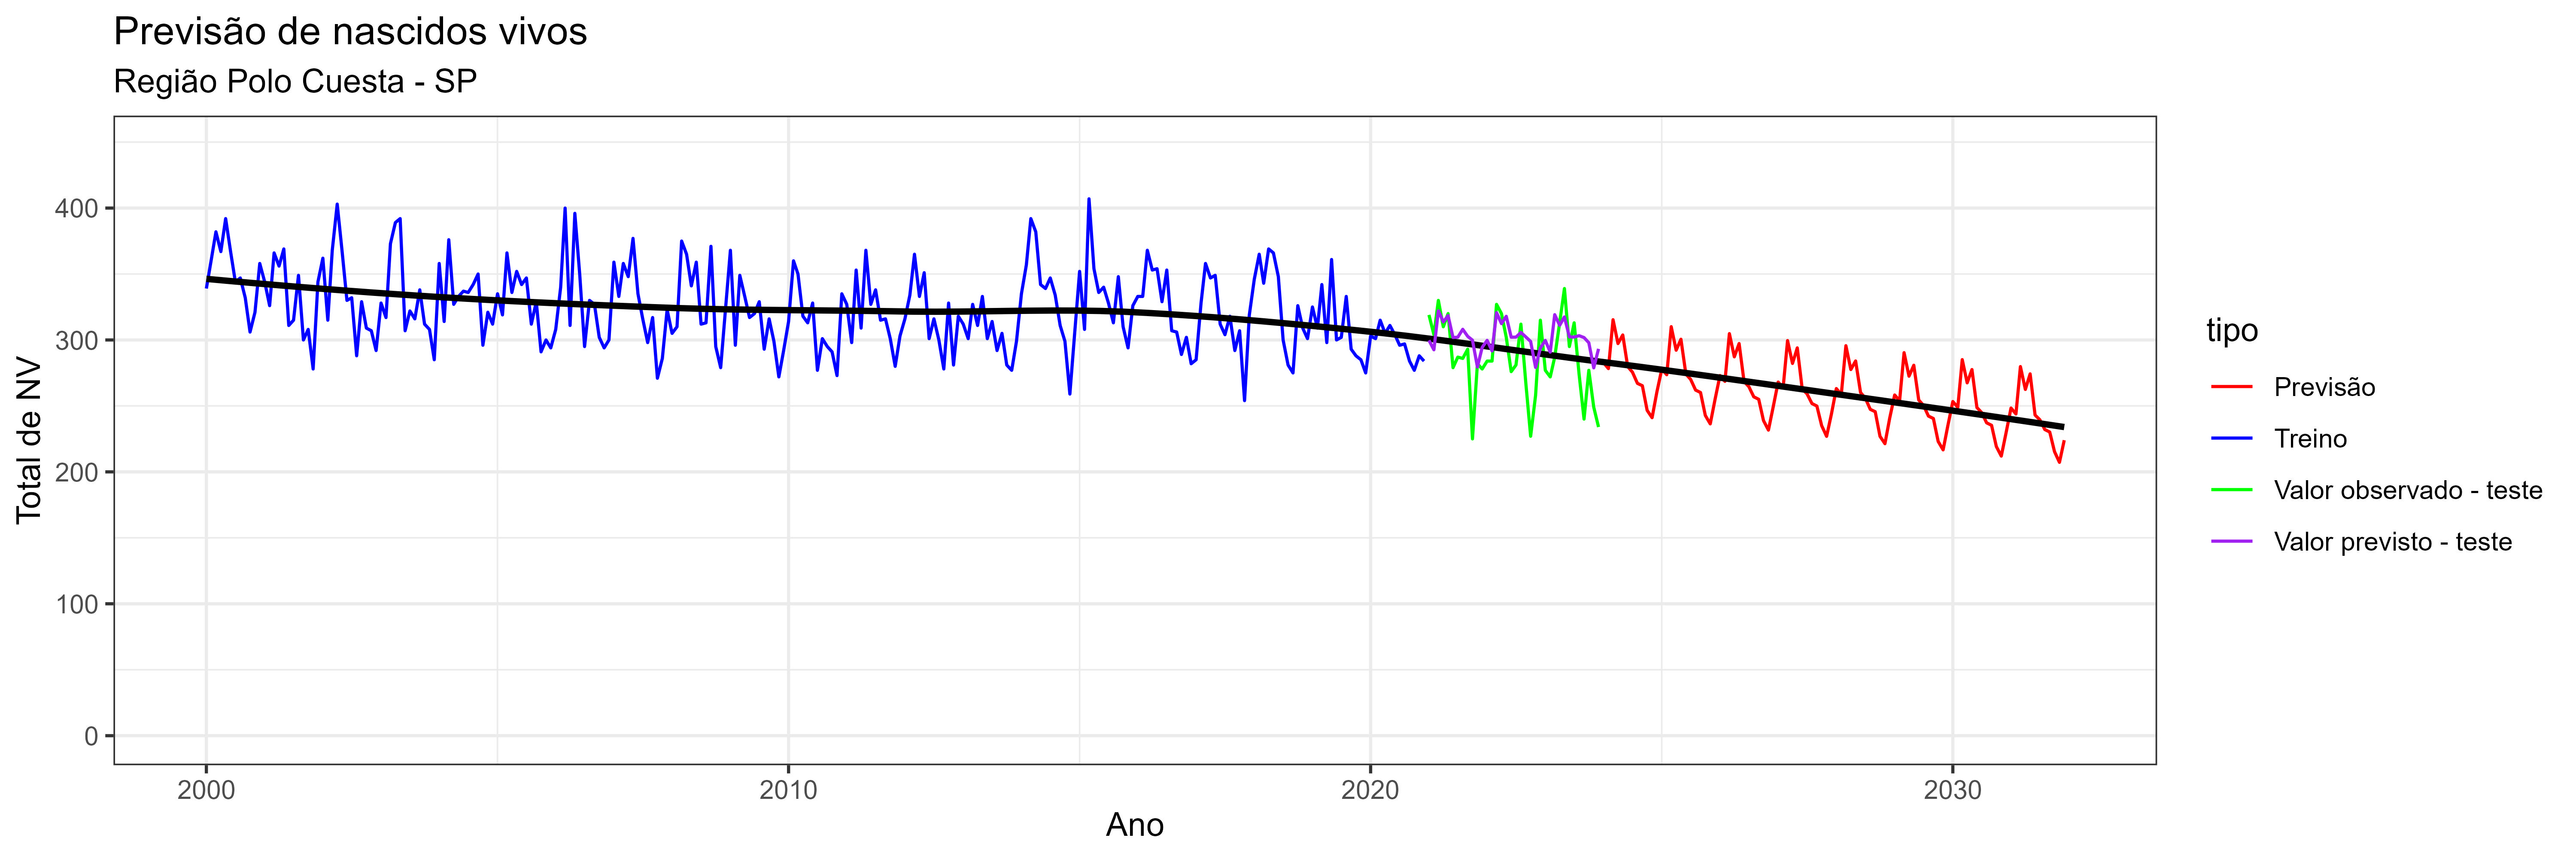 Previsão de nascidos vivos
Região Polo Cuesta - SP
Total de NV
400
300
200
100
0
2000
2010
2020
2030
Ano
tipo
Previsão
Treino
Valor observado - teste
Valor previsto - teste